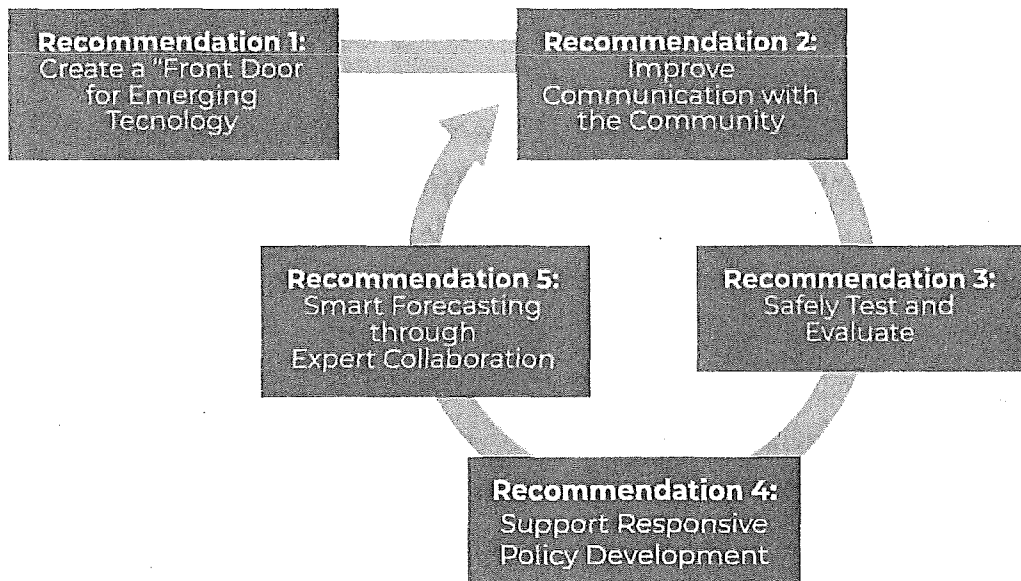 Recommendation 1:
Create a "Front Door
for Emerging
Tecnology
Recommendation 2:
Improve
Communication with
the Community
Recommendation 3:
Safely Test and
Evaluate
Recommendation 4:
Support Responsive
Policy Development
Recommendation 5:
Smart Forecasting
through
Expert Collaboration